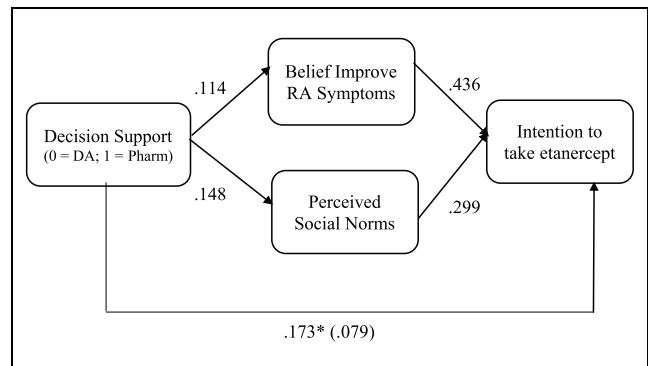 Belief Improve
RA Symptoms
.114
.436
Decision Support
(0 = DA; 1 = Pharm)
Intention to
take etanercept
.148
Perceived
Social Norms
.299
.173* (.079)